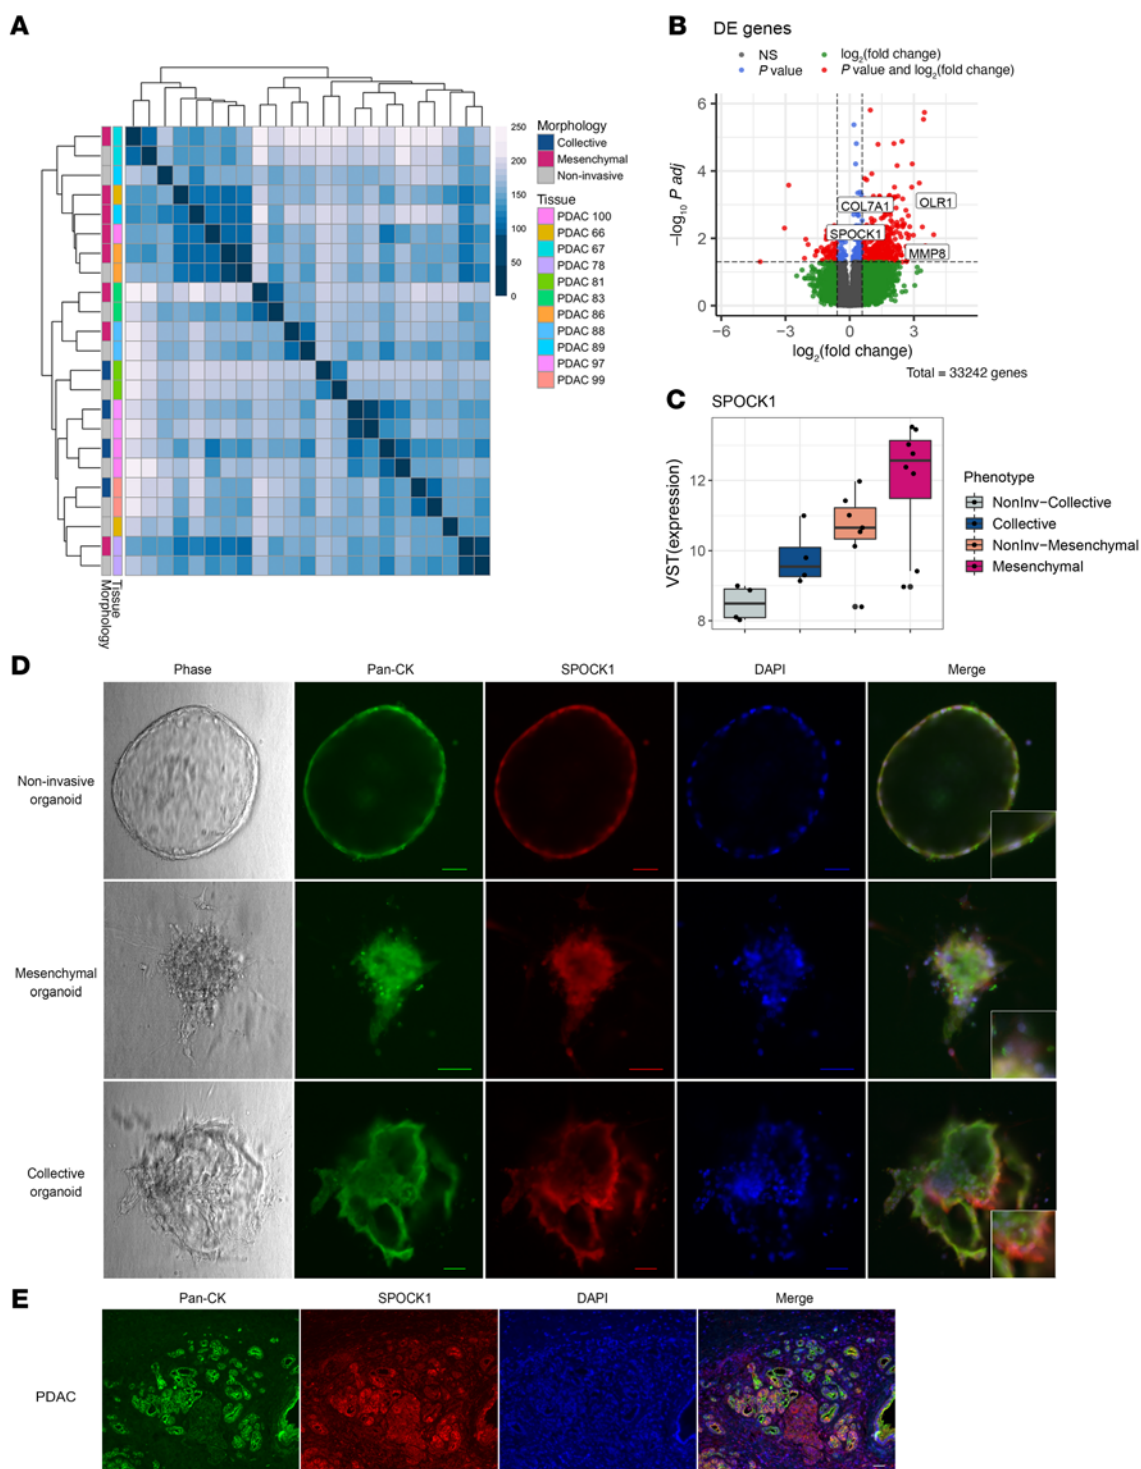 A
Morphology
Collective
Mesenchymal
Non-invasive
Tissue
PDAC 100
PDAC 66
PDAC 67
PDAC 78
PDAC 81
PDAC 83
PDAC 86
PDAC 88
PDAC 89
PDAC 97
PDAC 99
250
200
150
100
50
0
Tissue
Morphology
B DE genes
NS log₂(fold change)
P value P value and log₂(fold change)
−log₁₀ P adj
6
4
2
0
COL7A1
OLR1
SPOCK1
MMP8
−6 −3 0 3
log₂(fold change)
Total = 33242 genes
C SPOCK1
VST(expression)
12
10
8
Phenotype
NonInv−Collective
Collective
NonInv−Mesenchymal
Mesenchymal
D
Phase Pan-CK SPOCK1 DAPI Merge
Non-invasive
organoid
Mesenchymal
organoid
Collective
organoid
E
Pan-CK SPOCK1 DAPI Merge
PDAC